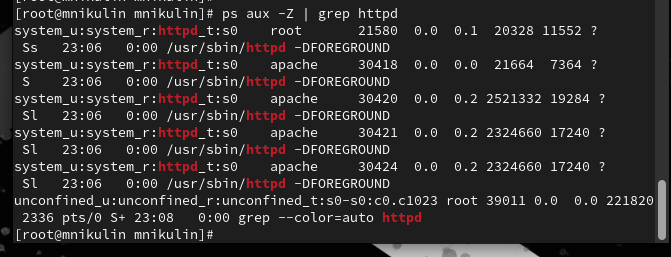 [root@mnikulin mnikulin]# ps aux -Z | grep httpd
system_u:system_r:httpd_t:s0    root       21580  0.0  0.1  20328 11552 ?
 Ss   23:06   0:00 /usr/sbin/httpd -DFOREGROUND
system_u:system_r:httpd_t:s0    apache     30418  0.0  0.0  21664  7364 ?
 S    23:06   0:00 /usr/sbin/httpd -DFOREGROUND
system_u:system_r:httpd_t:s0    apache     30420  0.0  0.2 2521332 19284 ?
 Sl   23:06   0:00 /usr/sbin/httpd -DFOREGROUND
system_u:system_r:httpd_t:s0    apache     30421  0.0  0.2 2324660 17240 ?
 Sl   23:06   0:00 /usr/sbin/httpd -DFOREGROUND
system_u:system_r:httpd_t:s0    apache     30424  0.0  0.2 2324660 17240 ?
 Sl   23:06   0:00 /usr/sbin/httpd -DFOREGROUND
unconfined_u:unconfined_r:unconfined_t:s0-s0:c0.c1023 root 39011 0.0  0.0 221820
 2336 pts/0 S+ 23:08   0:00 grep --color=auto httpd
[root@mnikulin mnikulin]#